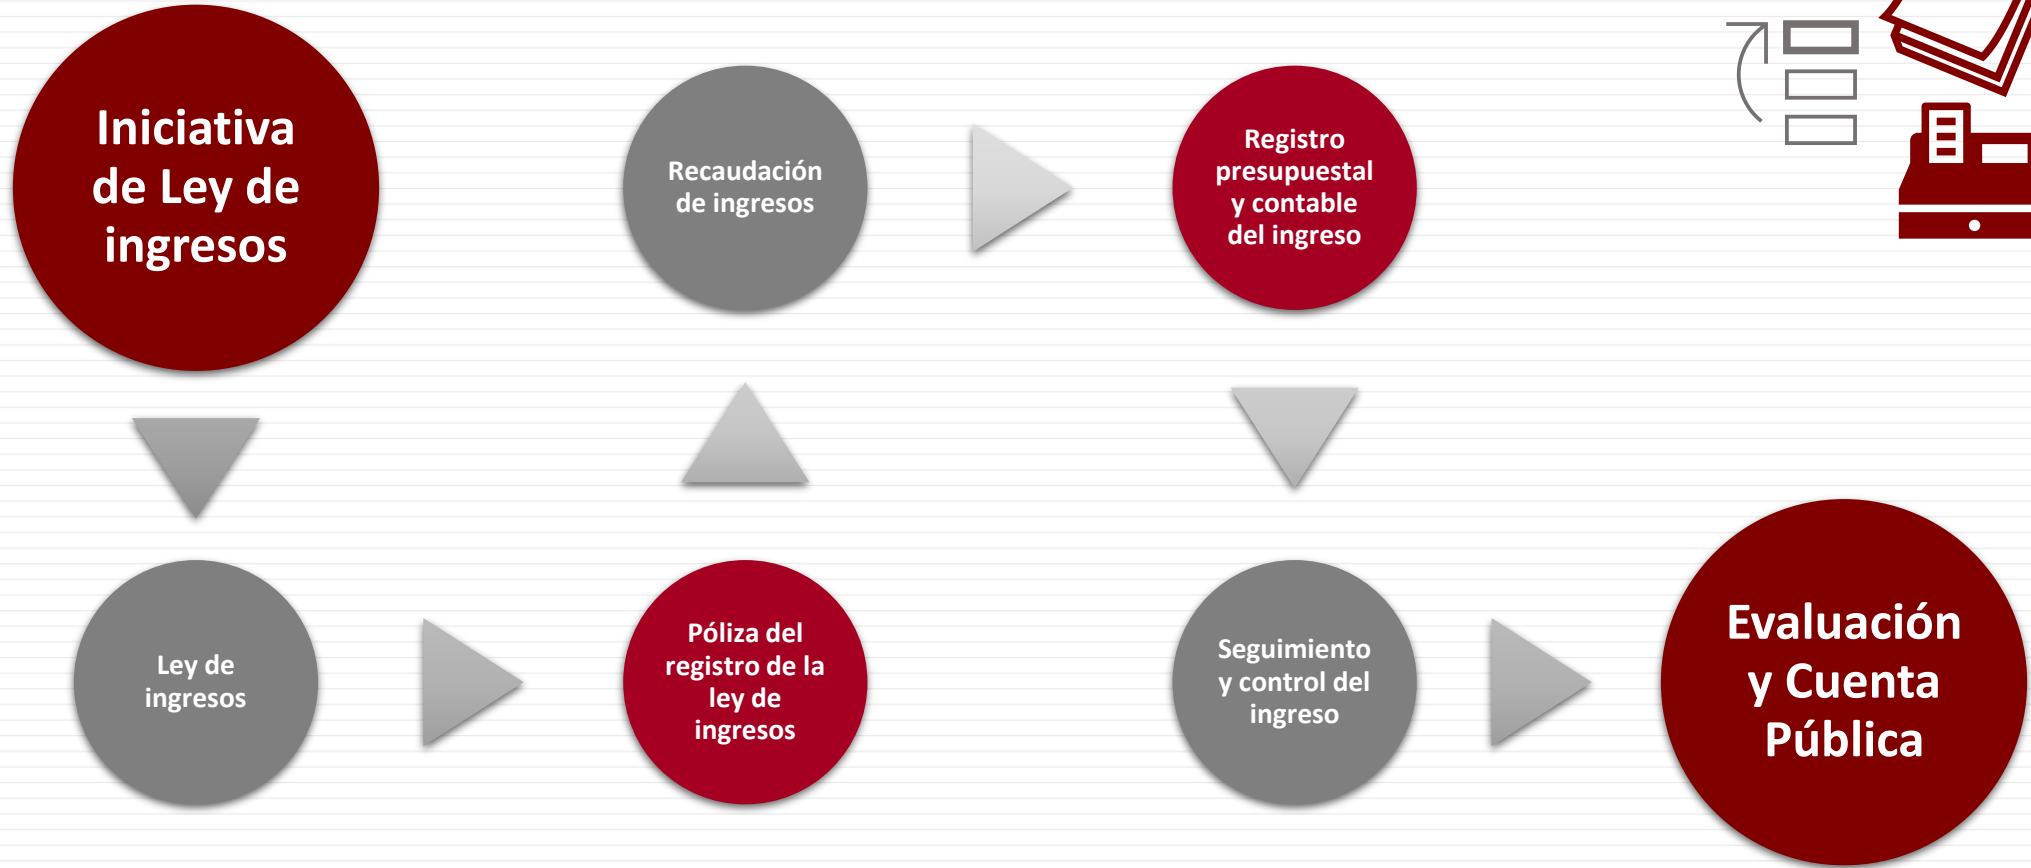 Iniciativa
de Ley de
ingresos
Ley de
ingresos
Póliza del
registro de la
ley de
ingresos
Recaudación
de ingresos
Registro
presupuestal
y contable
del ingreso
Seguimiento
y control del
ingreso
Evaluación
y Cuenta
Pública